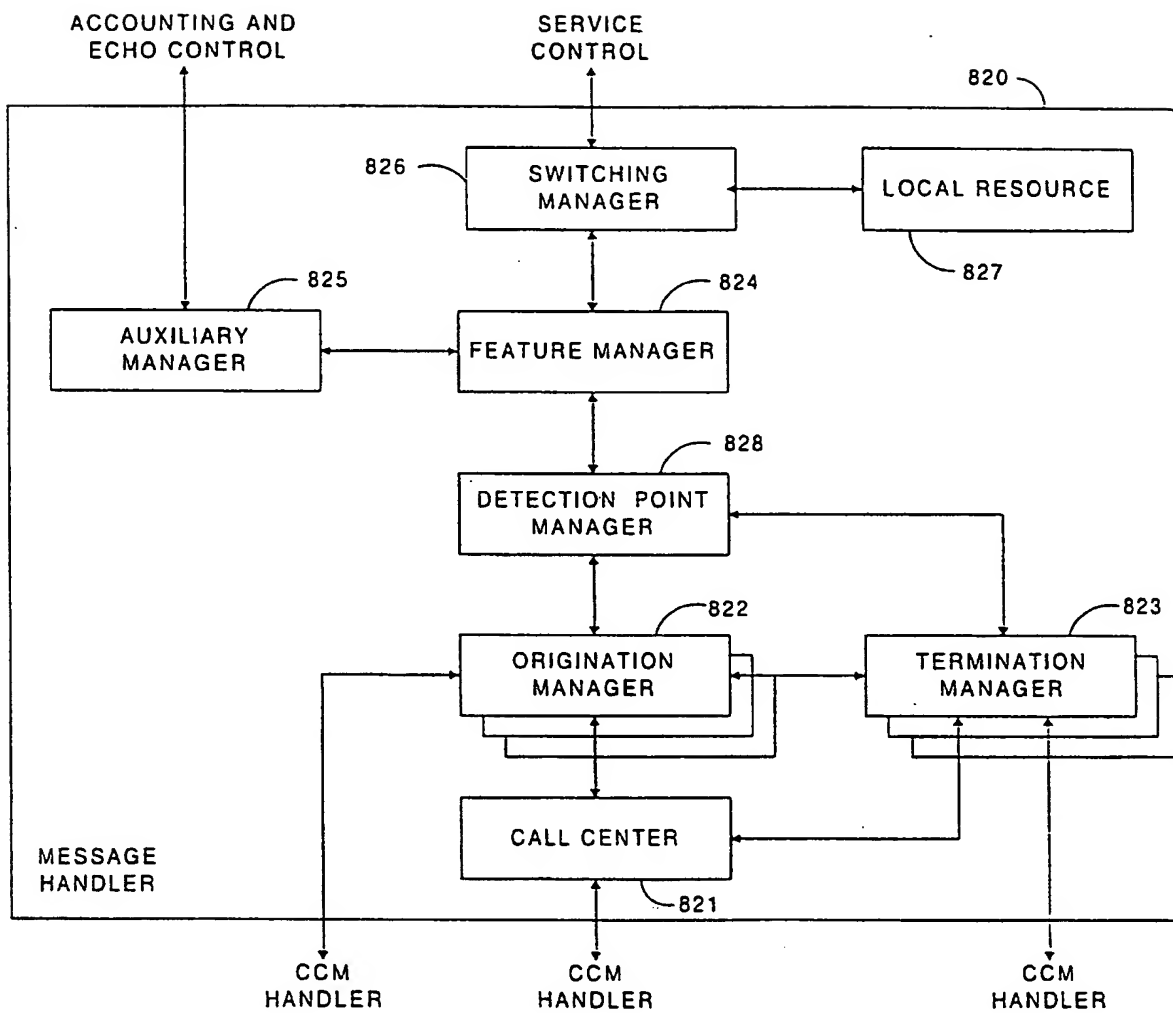 ACCOUNTING AND
ECHO CONTROL
SERVICE
CONTROL
820
826
SWITCHING
MANAGER
LOCAL RESOURCE
827
825
824
AUXILIARY
MANAGER
FEATURE MANAGER
828
DETECTION POINT
MANAGER
822
823
ORIGINATION
MANAGER
TERMINATION
MANAGER
CALL CENTER
MESSAGE
HANDLER
821
CCM
HANDLER
CCM
HANDLER
CCM
HANDLER